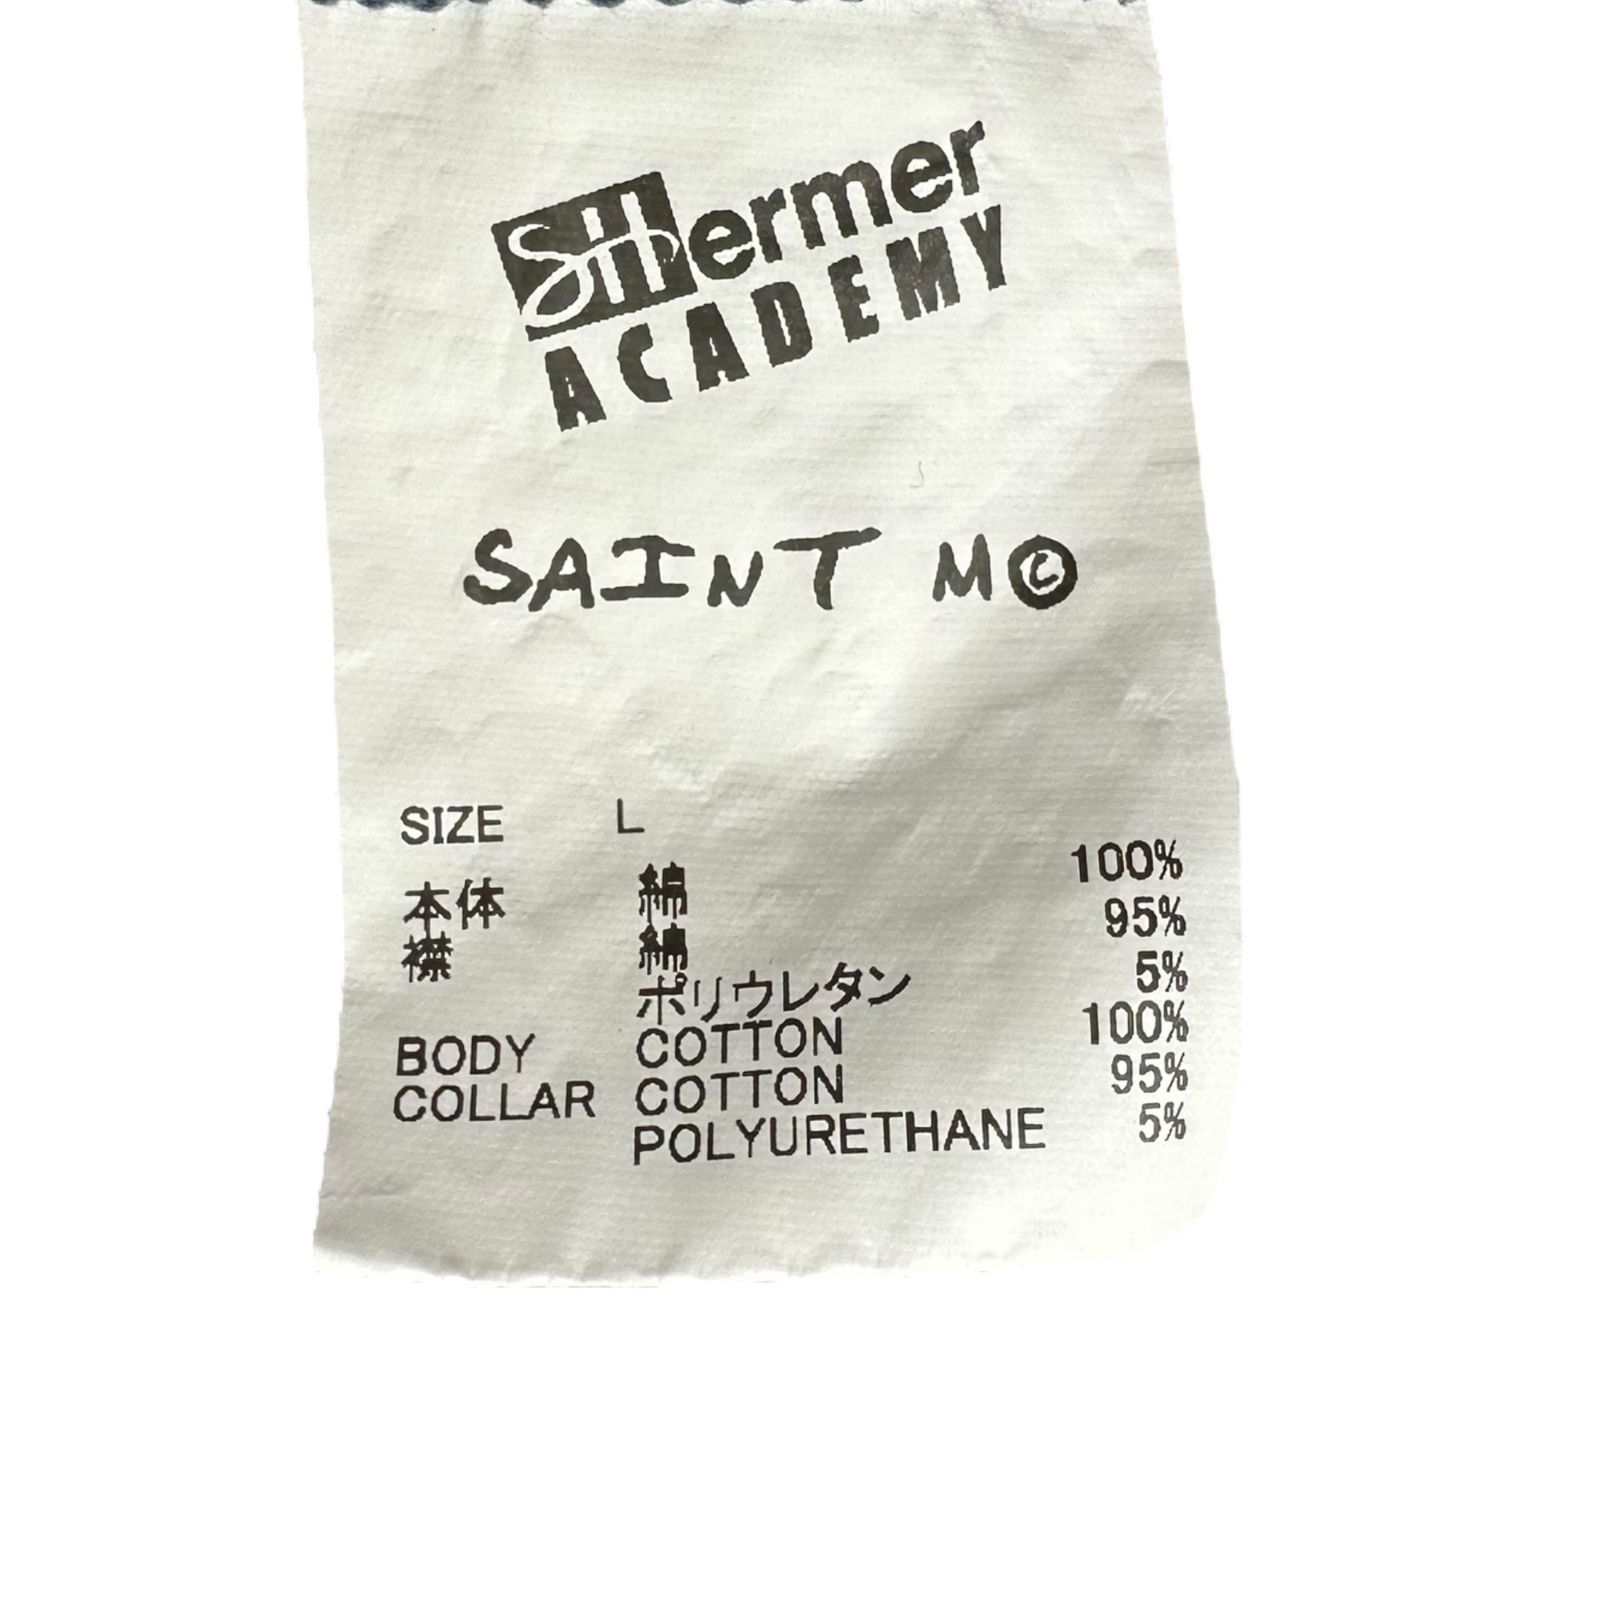 SHermer
ACADEMY
SAINT M©
SIZE L
本体 綿 100%
襟 綿 95%
ポリウレタン 5%
BODY COTTON 100%
COLLAR COTTON 95%
POLYURETHANE 5%